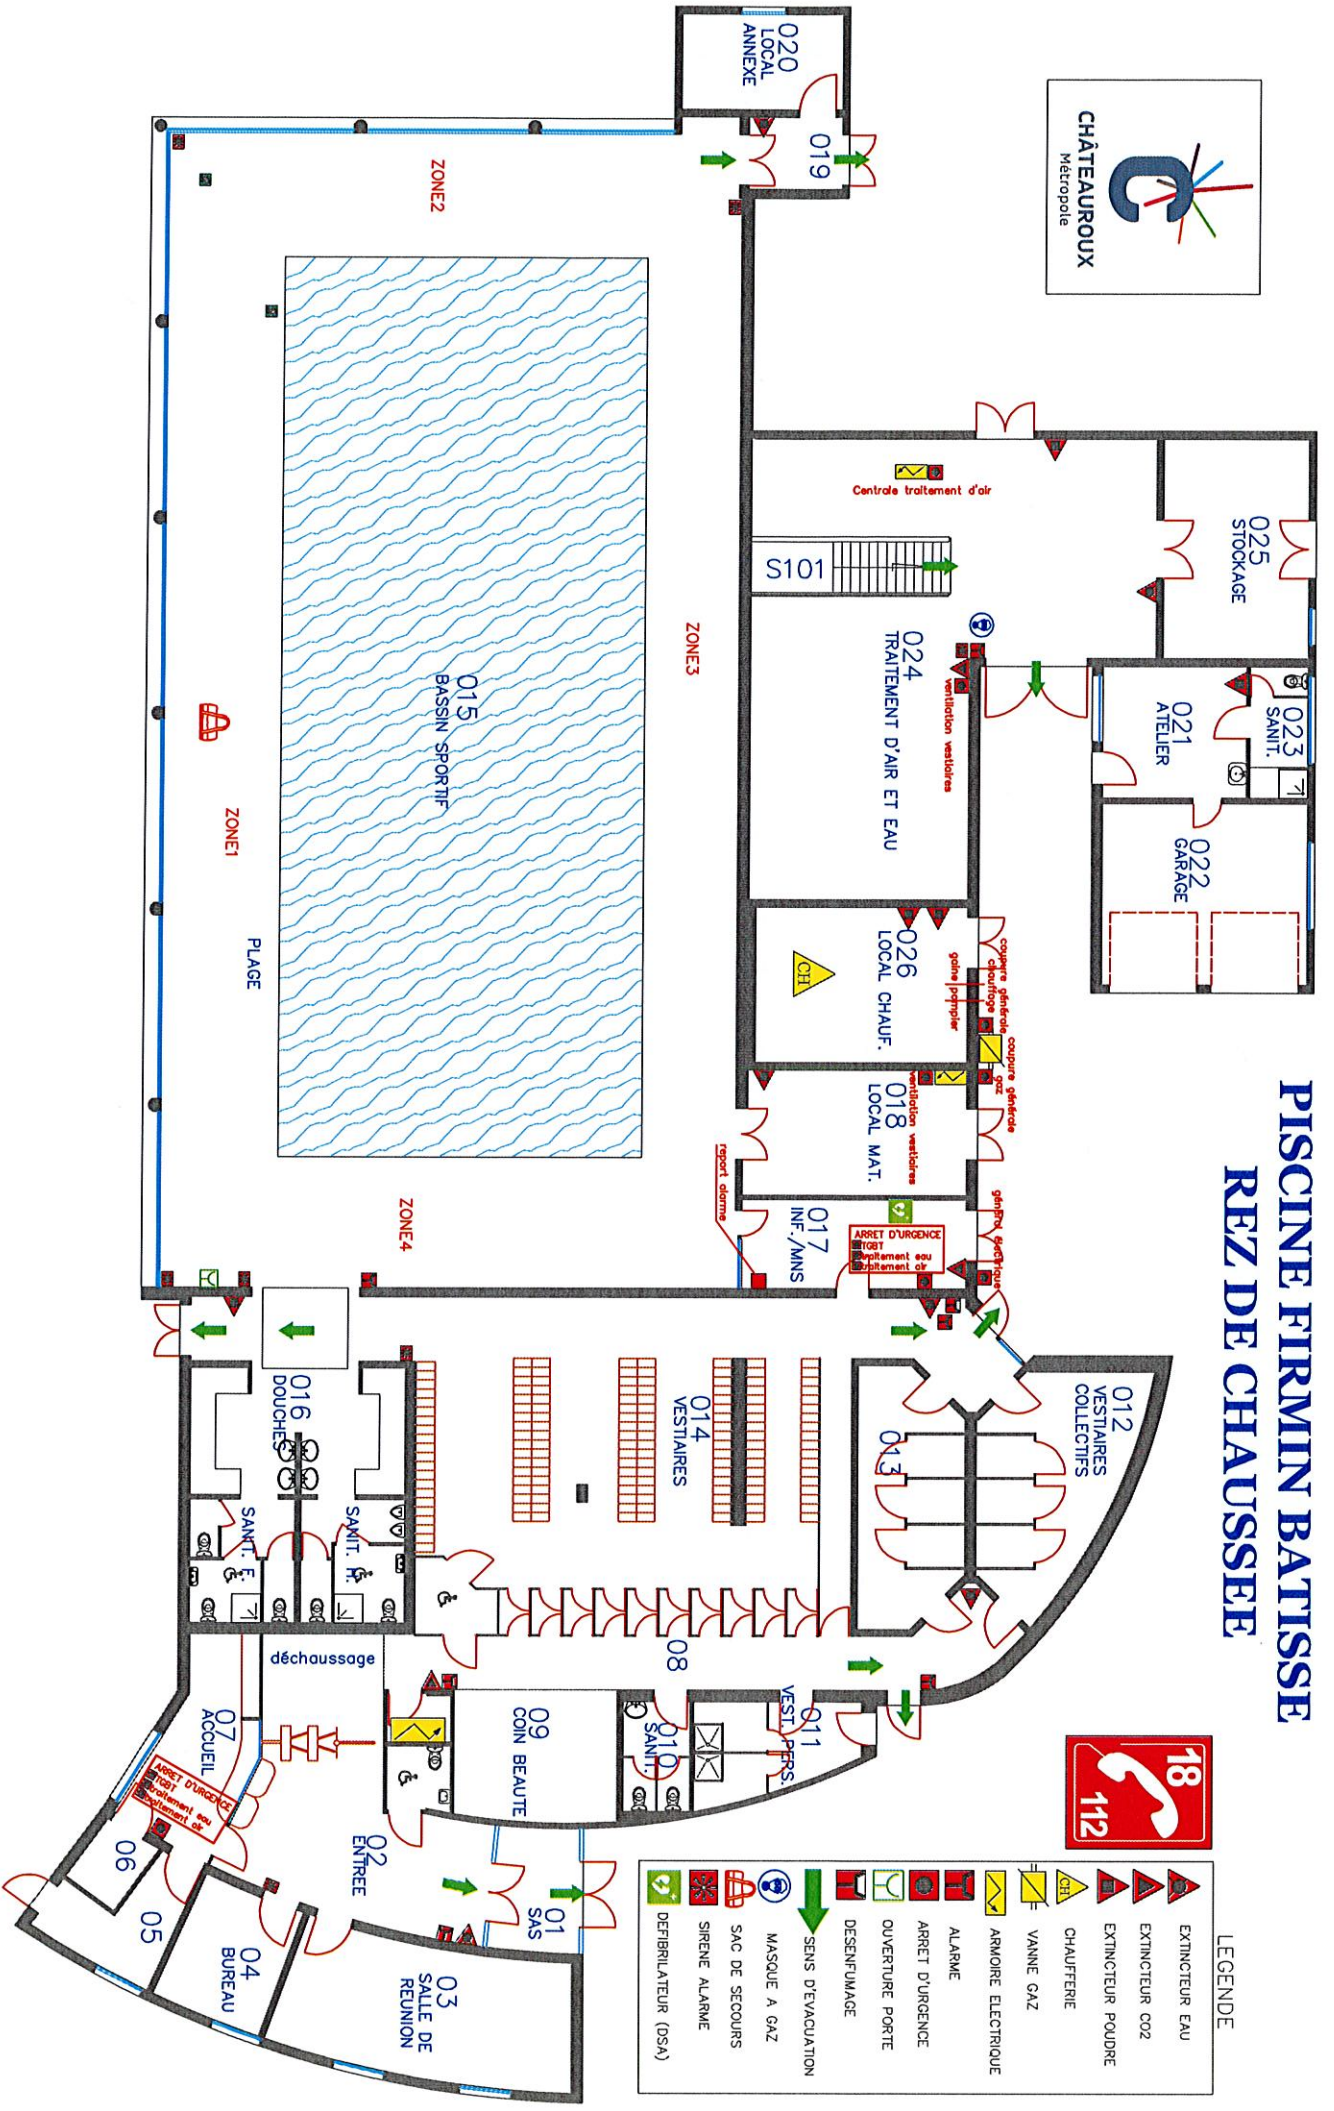 CHÂTEAUROUX
Métropole
PISCINE FIRMIN BATISSE
REZ DE CHAUSSEE
18
112
LEGENDE
EXTINCTEUR EAU
EXTINCTEUR CO2
EXTINCTEUR POUDRE
CH
CHAUFFERIE
VANNE GAZ
ARMOIRE ELECTRIQUE
ALARME
ARRET D'URGENCE
OUVERTURE PORTE
DESENFUMAGE
SENS D'EVACUATION
MASQUE A GAZ
SAC DE SECOURS
SIRENE ALARME
DEFIBRILATEUR (DSA)
025
STOCKAGE
023
SANIT.
021
ATELIER
022
GARAGE
020
LOCAL
ANNEXE
019
Centrale traitement d'air
S101
024
TRAITEMENT D'AIR ET EAU
ventilation vestiaires
026
LOCAL CHAUF.
CH
coupure générale
chauffage
gaine pompier
coupure générale
gaz
018
LOCAL MAT.
ventilation vestiaires
général électrique
017
INF./MNS
ARRET D'URGENCE
TGBT
traitement eau
traitement air
report alarme
ZONE2
ZONE3
015
BASSIN SPORTIF
ZONE1
PLAGE
ZONE4
012
VESTIAIRES
COLLECTIFS
013
014
VESTIAIRES
016
DOUCHES
SANIT. H.
SANIT. F.
08
déchaussage
011
VEST. PERS.
010
SANIT.
09
COIN BEAUTE
07
ACCUEIL
ARRET D'URGENCE
TGBT
traitement eau
traitement air
06
05
04
BUREAU
03
SALLE DE
REUNION
02
ENTREE
01
SAS